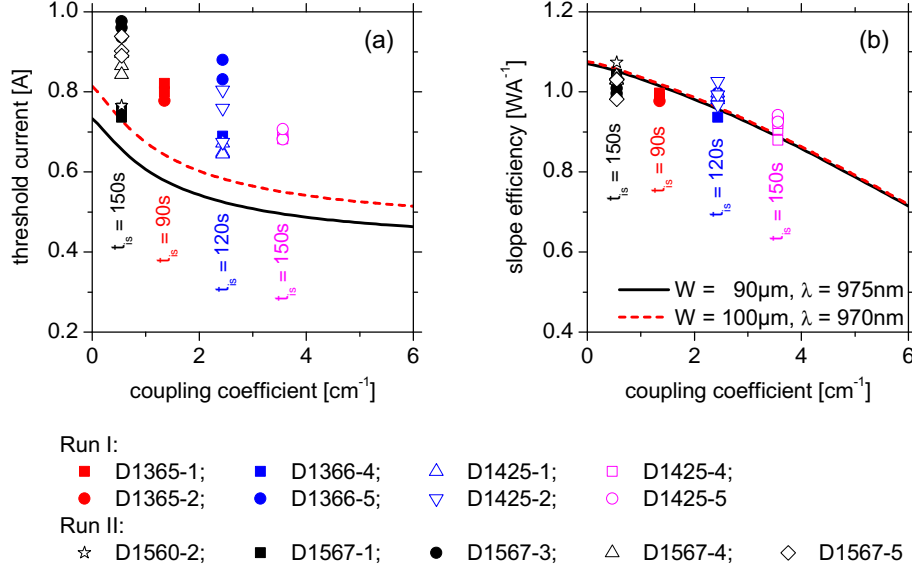 (a)
threshold current [A]
1.0
0.8
0.6
0.4
0.2
t_is = 150s
t_is = 90s
t_is = 120s
t_is = 150s
0 2 4 6
coupling coefficient [cm⁻¹]
(b)
slope efficiency [WA⁻¹]
1.2
1.0
0.8
0.6
0.4
t_is = 150s
t_is = 90s
t_is = 120s
t_is = 150s
W = 90µm, λ = 975nm
W = 100µm, λ = 970nm
0 2 4 6
coupling coefficient [cm⁻¹]
Run I:
D1365-1; D1366-4; D1425-1; D1425-4;
D1365-2; D1366-5; D1425-2; D1425-5
Run II:
D1560-2; D1567-1; D1567-3; D1567-4; D1567-5